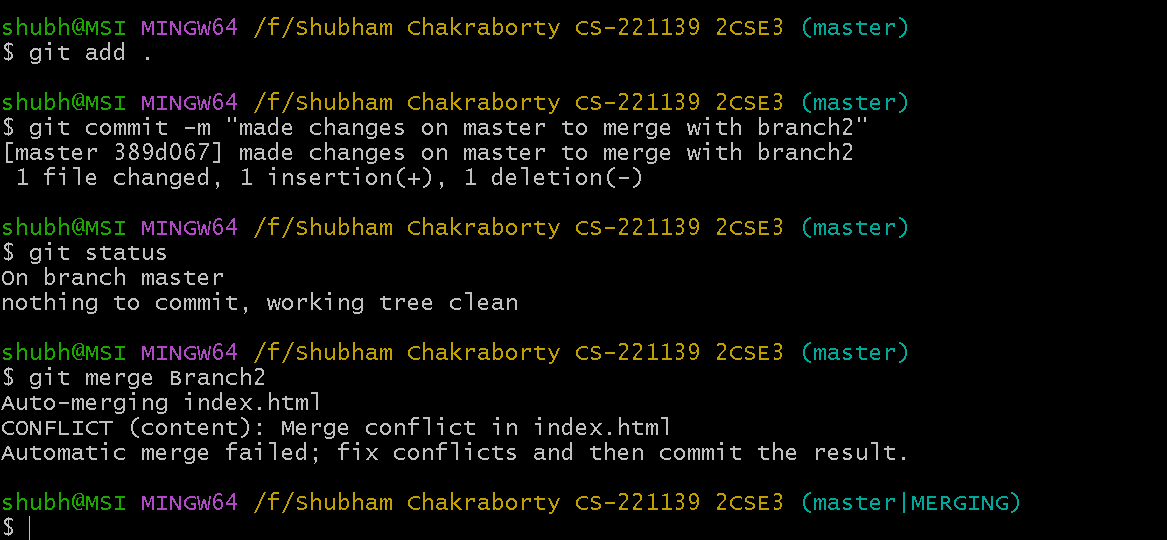 shubh@MSI MINGW64 /f/Shubham Chakraborty CS-221139 2CSE3 (master)
$ git add .
shubh@MSI MINGW64 /f/Shubham Chakraborty CS-221139 2CSE3 (master)
$ git commit -m "made changes on master to merge with branch2"
[master 389d067] made changes on master to merge with branch2
 1 file changed, 1 insertion(+), 1 deletion(-)
shubh@MSI MINGW64 /f/Shubham Chakraborty CS-221139 2CSE3 (master)
$ git status
On branch master
nothing to commit, working tree clean
shubh@MSI MINGW64 /f/Shubham Chakraborty CS-221139 2CSE3 (master)
$ git merge Branch2
Auto-merging index.html
CONFLICT (content): Merge conflict in index.html
Automatic merge failed; fix conflicts and then commit the result.
shubh@MSI MINGW64 /f/Shubham Chakraborty CS-221139 2CSE3 (master|MERGING)
$